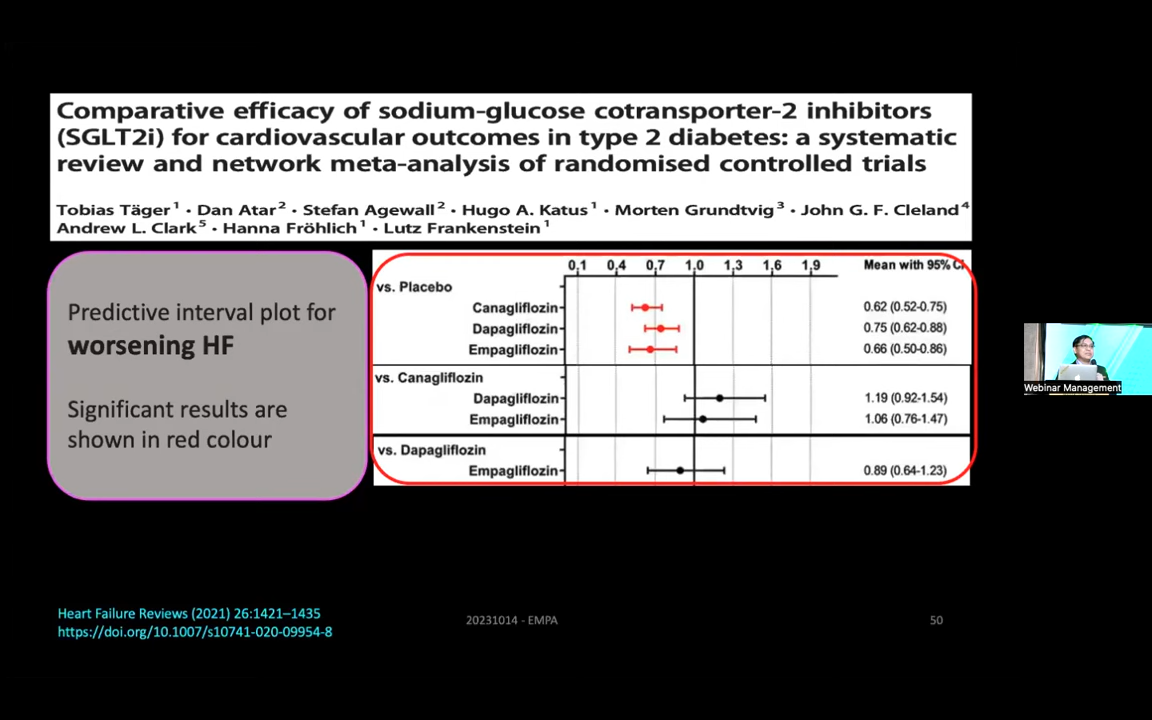 Comparative efficacy of sodium-glucose cotransporter-2 inhibitors
(SGLT2i) for cardiovascular outcomes in type 2 diabetes: a systematic
review and network meta-analysis of randomised controlled trials
Tobias Täger 1 · Dan Atar 2 · Stefan Agewall 2 · Hugo A. Katus 1 · Morten Grundtvig 3 · John G. F. Cleland 4
Andrew L. Clark 5 · Hanna Fröhlich 1 · Lutz Frankenstein 1
Predictive interval plot for
worsening HF
Significant results are
shown in red colour
0.1 0.4 0.7 1.0 1.3 1.6 1.9 Mean with 95% CI
vs. Placebo
Canagliflozin 0.62 (0.52-0.75)
Dapagliflozin 0.75 (0.62-0.88)
Empagliflozin 0.66 (0.50-0.86)
vs. Canagliflozin
Dapagliflozin 1.19 (0.92-1.54)
Empagliflozin 1.06 (0.76-1.47)
vs. Dapagliflozin
Empagliflozin 0.89 (0.64-1.23)
Webinar Management
Heart Failure Reviews (2021) 26:1421–1435
https://doi.org/10.1007/s10741-020-09954-8
20231014 - EMPA
50